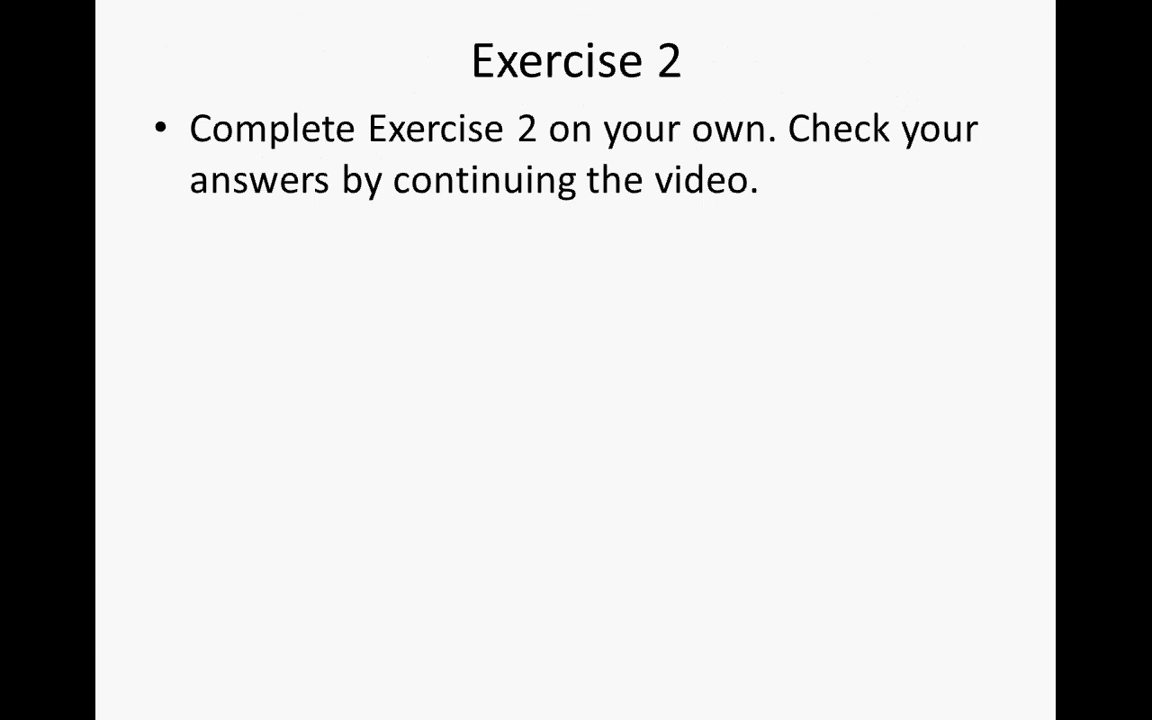 Exercise 2
• Complete Exercise 2 on your own. Check your
answers by continuing the video.